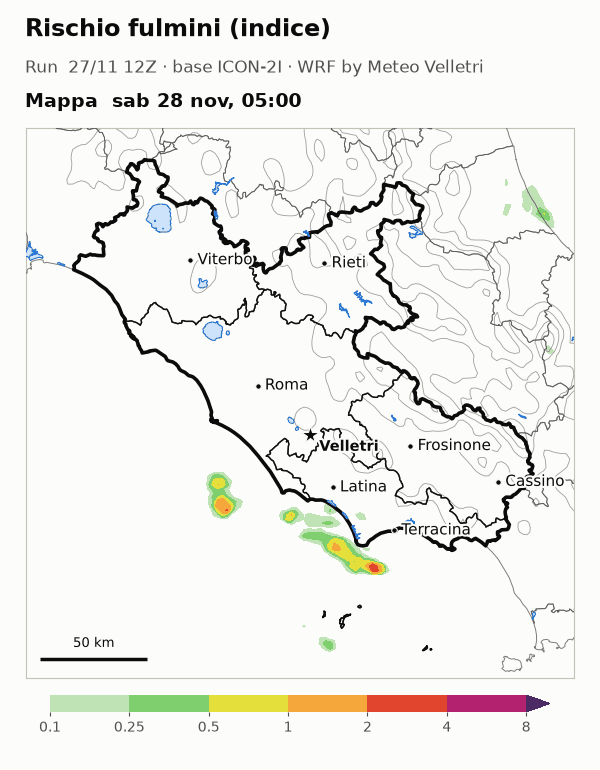 Rischio fulmini (indice)
Run  27/11 12Z · base ICON-2I · WRF by Meteo Velletri
Mappa  sab 28 nov, 05:00
Viterbo
Rieti
Roma
Velletri
Frosinone
Latina
Cassino
Terracina
50 km
0.1 0.25 0.5 1 2 4 8